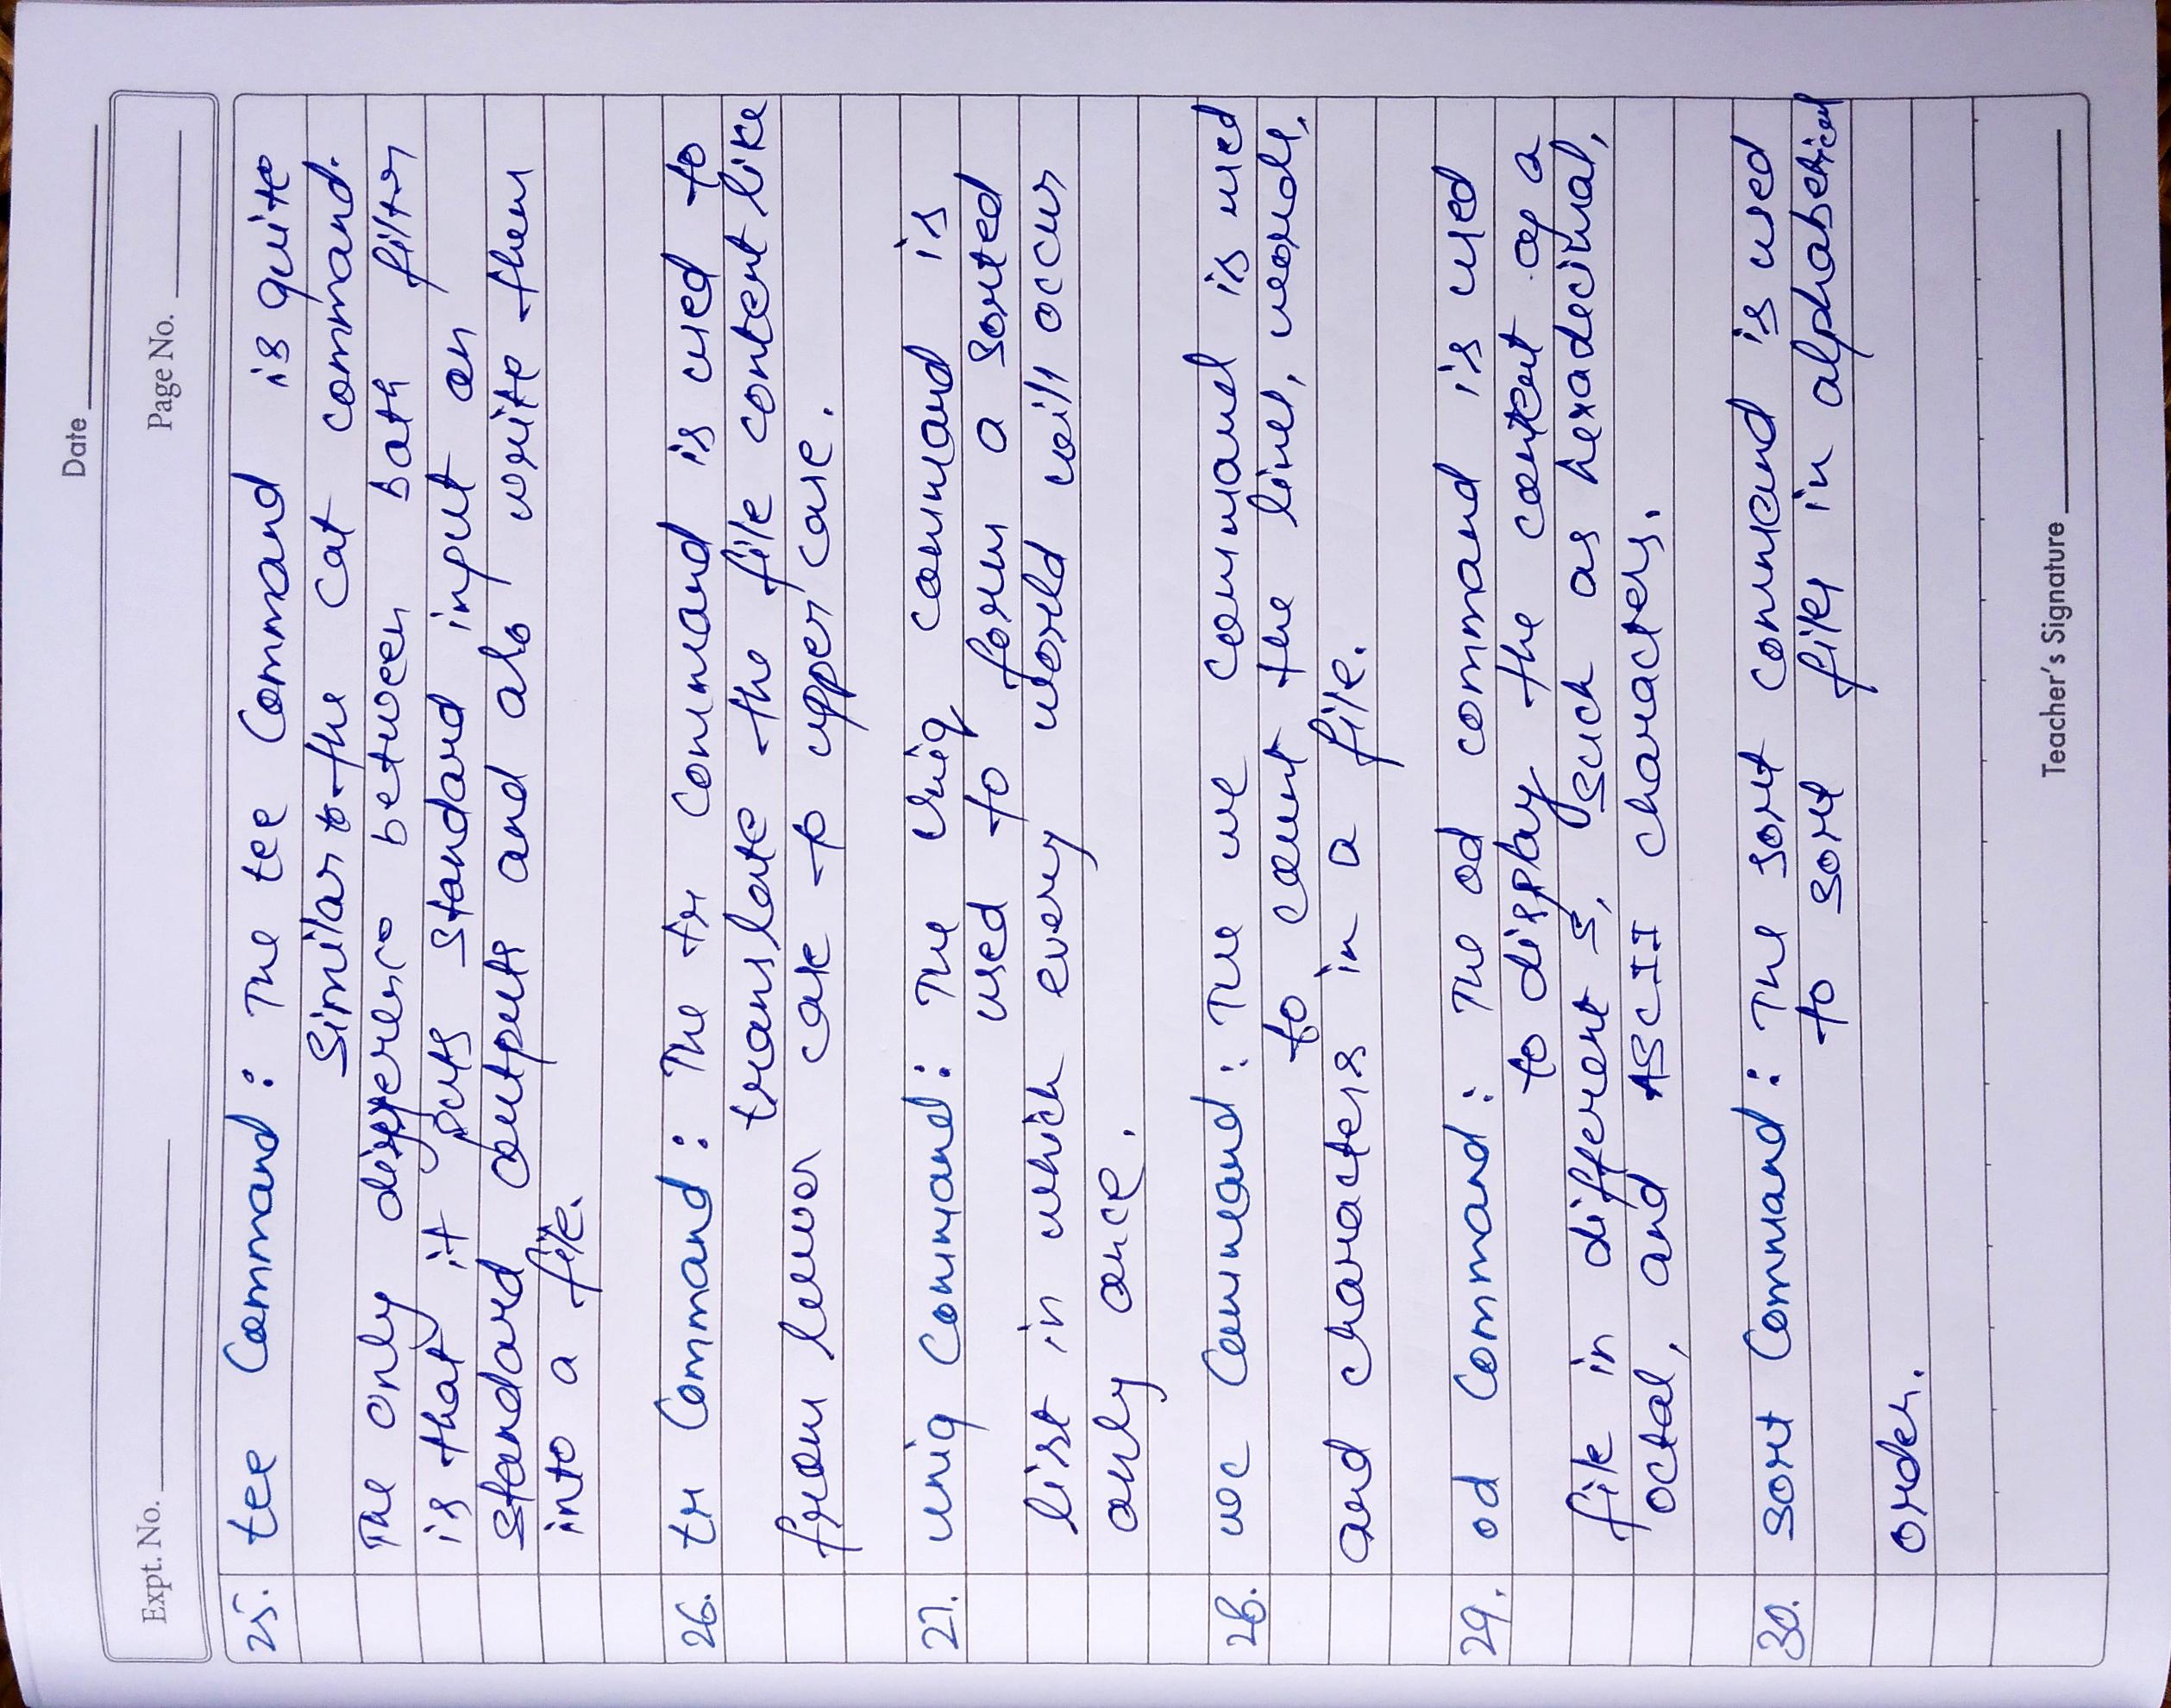 Date
Expt. No.
Page No.
25. tee Command : The tee Command is quite
Similar to the Cat command.
The only difference between both filter
is that it puts standard input on
standard outputs and also write them
into a file.
26. tr Command : The tr Command is used to
translate the file content like
from lower case to upper case.
27. uniq Command : The Uniq command is
used to form a sorted
list in which every world will occur
only once.
28. wc Command : The wc Command is used
to count the lines, words,
and characters in a file.
29. od Command : The od command is used
to display the content of a
file in different s, such as hexadecimal,
octal, and ASCII characters.
30. sort Command : The sort command is used
to sort files in alphabetical
order.
Teacher's Signature